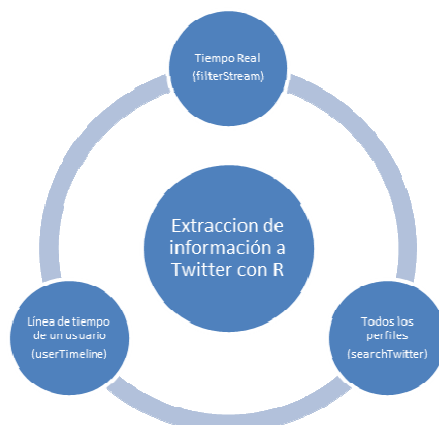 Tiempo Real
(filterStream)
Extraccion de
información a
Twitter con R
Línea de tiempo
de un usuario
(userTimeline)
Todos los
perfiles
(searchTwitter)